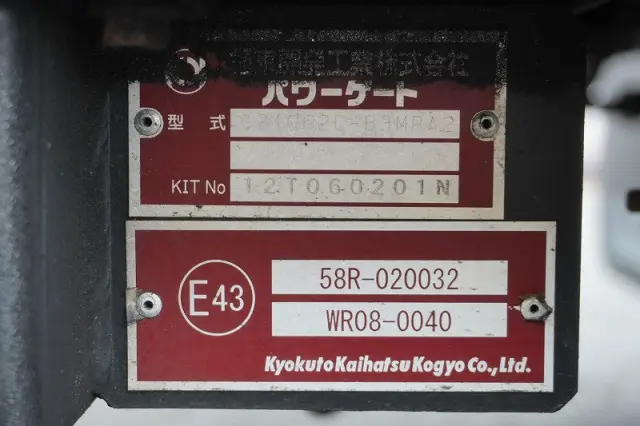 極東開発工業株式会社
パワーゲート
型式
KIT No 12T0G0201N
E43
58R-020032
WR08-0040
Kyokuto Kaihatsu Kogyo Co., Ltd.